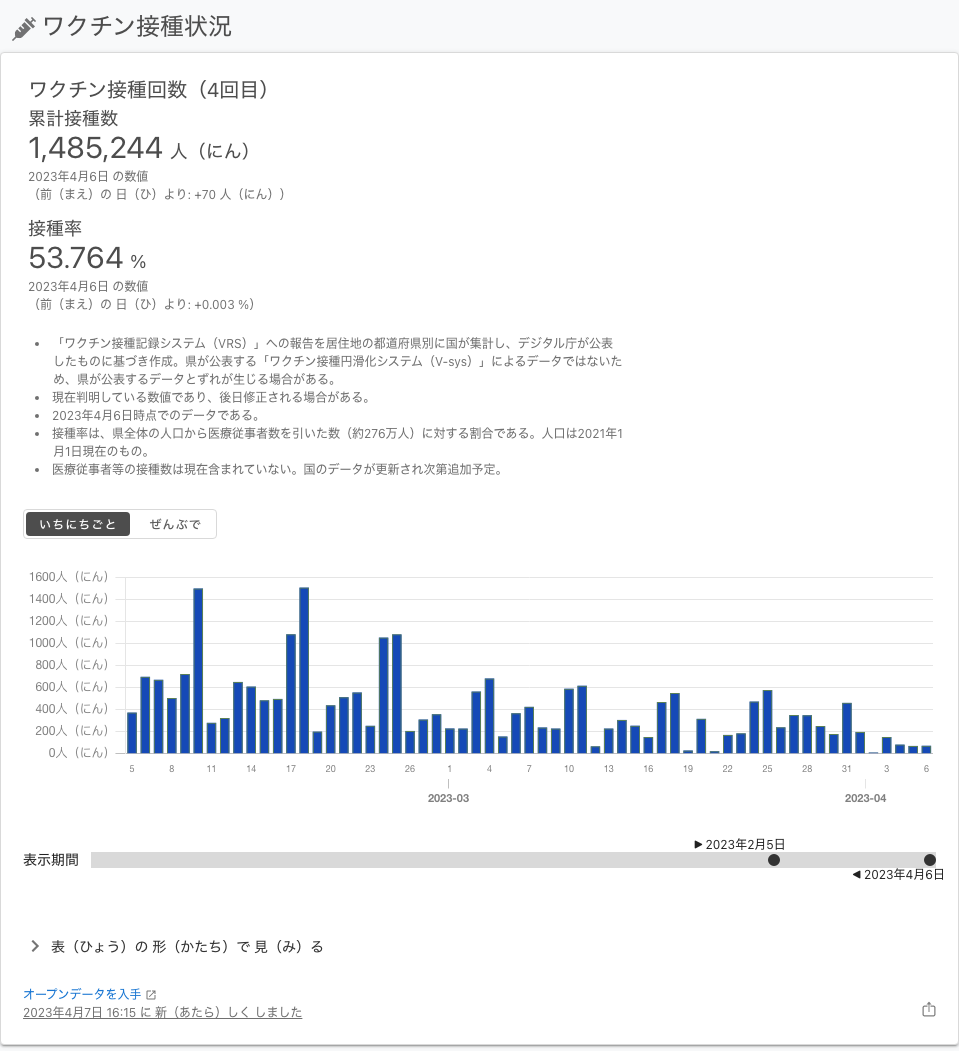 ワクチン接種状況
ワクチン接種回数（4回目）
累計接種数
1,485,244 人（にん）
2023年4月6日 の数値
（前（まえ）の 日（ひ）より: +70 人（にん））
接種率
53.764 %
2023年4月6日 の数値
（前（まえ）の 日（ひ）より: +0.003 %）
• 「ワクチン接種記録システム（VRS）」への報告を居住地の都道府県別に国が集計し、デジタル庁が公表
したものに基づき作成。県が公表する「ワクチン接種円滑化システム（V-sys）」によるデータではないた
め、県が公表するデータとずれが生じる場合がある。
• 現在判明している数値であり、後日修正される場合がある。
• 2023年4月6日時点でのデータである。
• 接種率は、県全体の人口から医療従事者数を引いた数（約276万人）に対する割合である。人口は2021年1
月1日現在のもの。
• 医療従事者等の接種数は現在含まれていない。国のデータが更新され次第追加予定。
いちにちごと ぜんぶで
1600人（にん）
1400人（にん）
1200人（にん）
1000人（にん）
800人（にん）
600人（にん）
400人（にん）
200人（にん）
0人（にん）
5 8 11 14 17 20 23 26 1 4 7 10 13 16 19 22 25 28 31 3 6
2023-03 2023-04
▶ 2023年2月5日
表示期間
◀ 2023年4月6日
表（ひょう）の 形（かたち）で 見（み）る
オープンデータを入手
2023年4月7日 16:15 に 新（あたら）しく しました